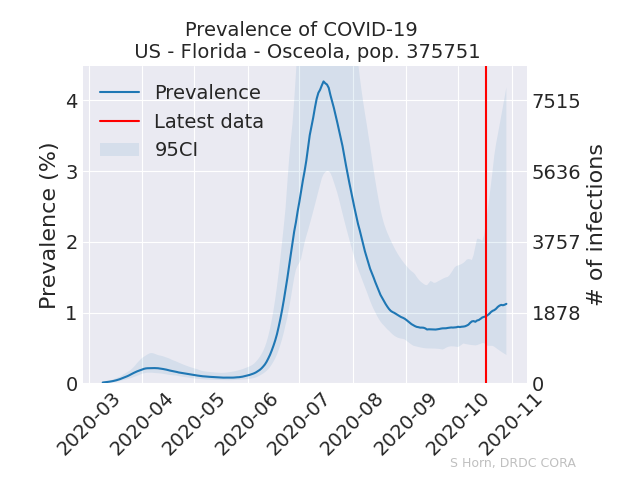 Prevalence of COVID-19
US - Florida - Osceola, pop. 375751
Prevalence
Latest data
95CI
Prevalence (%)
4
3
2
1
0
7515
5636
3757
1878
0
# of infections
2020-03
2020-04
2020-05
2020-06
2020-07
2020-08
2020-09
2020-10
2020-11
S Horn, DRDC CORA